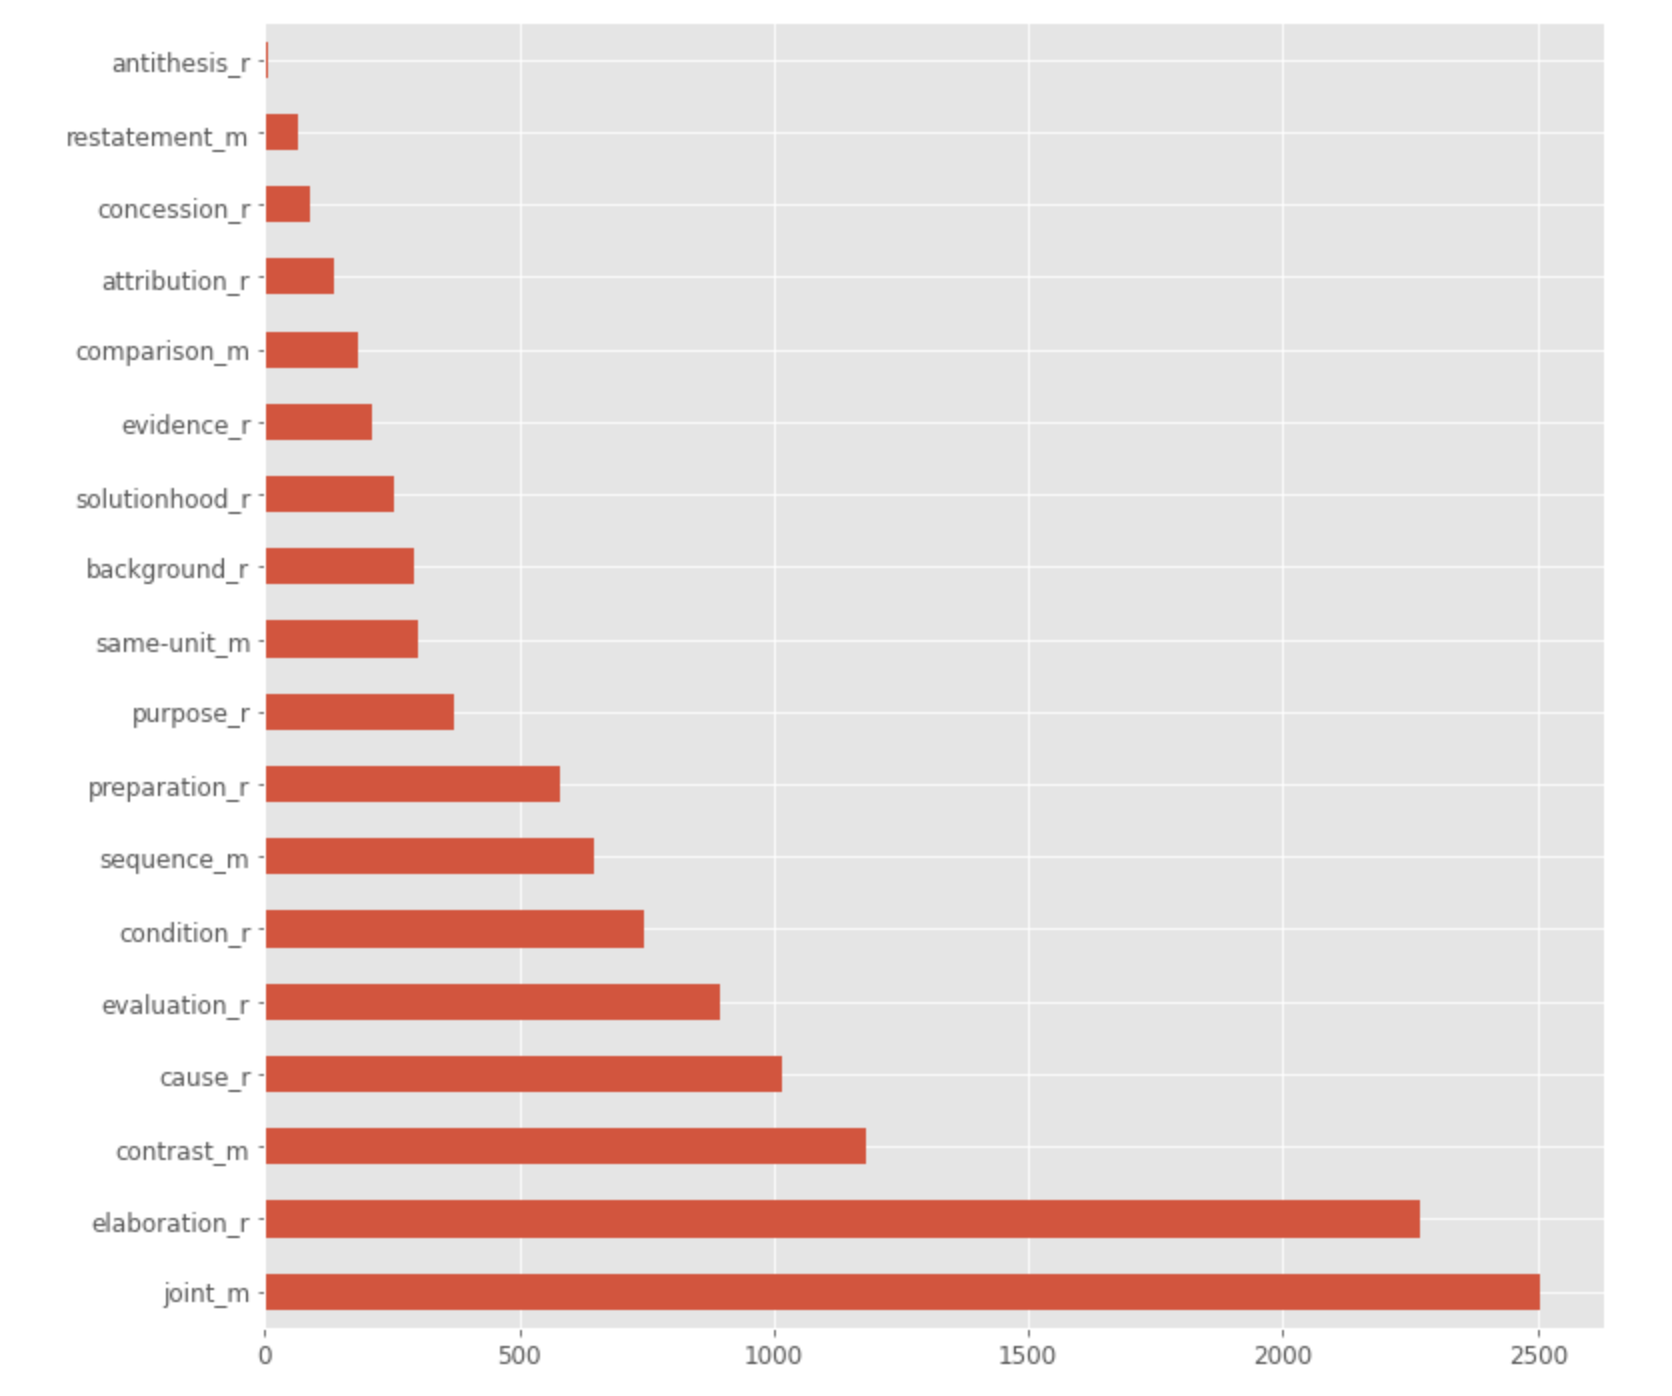 antithesis_r
restatement_m
concession_r
attribution_r
comparison_m
evidence_r
solutionhood_r
background_r
same-unit_m
purpose_r
preparation_r
sequence_m
condition_r
evaluation_r
cause_r
contrast_m
elaboration_r
joint_m
0 500 1000 1500 2000 2500